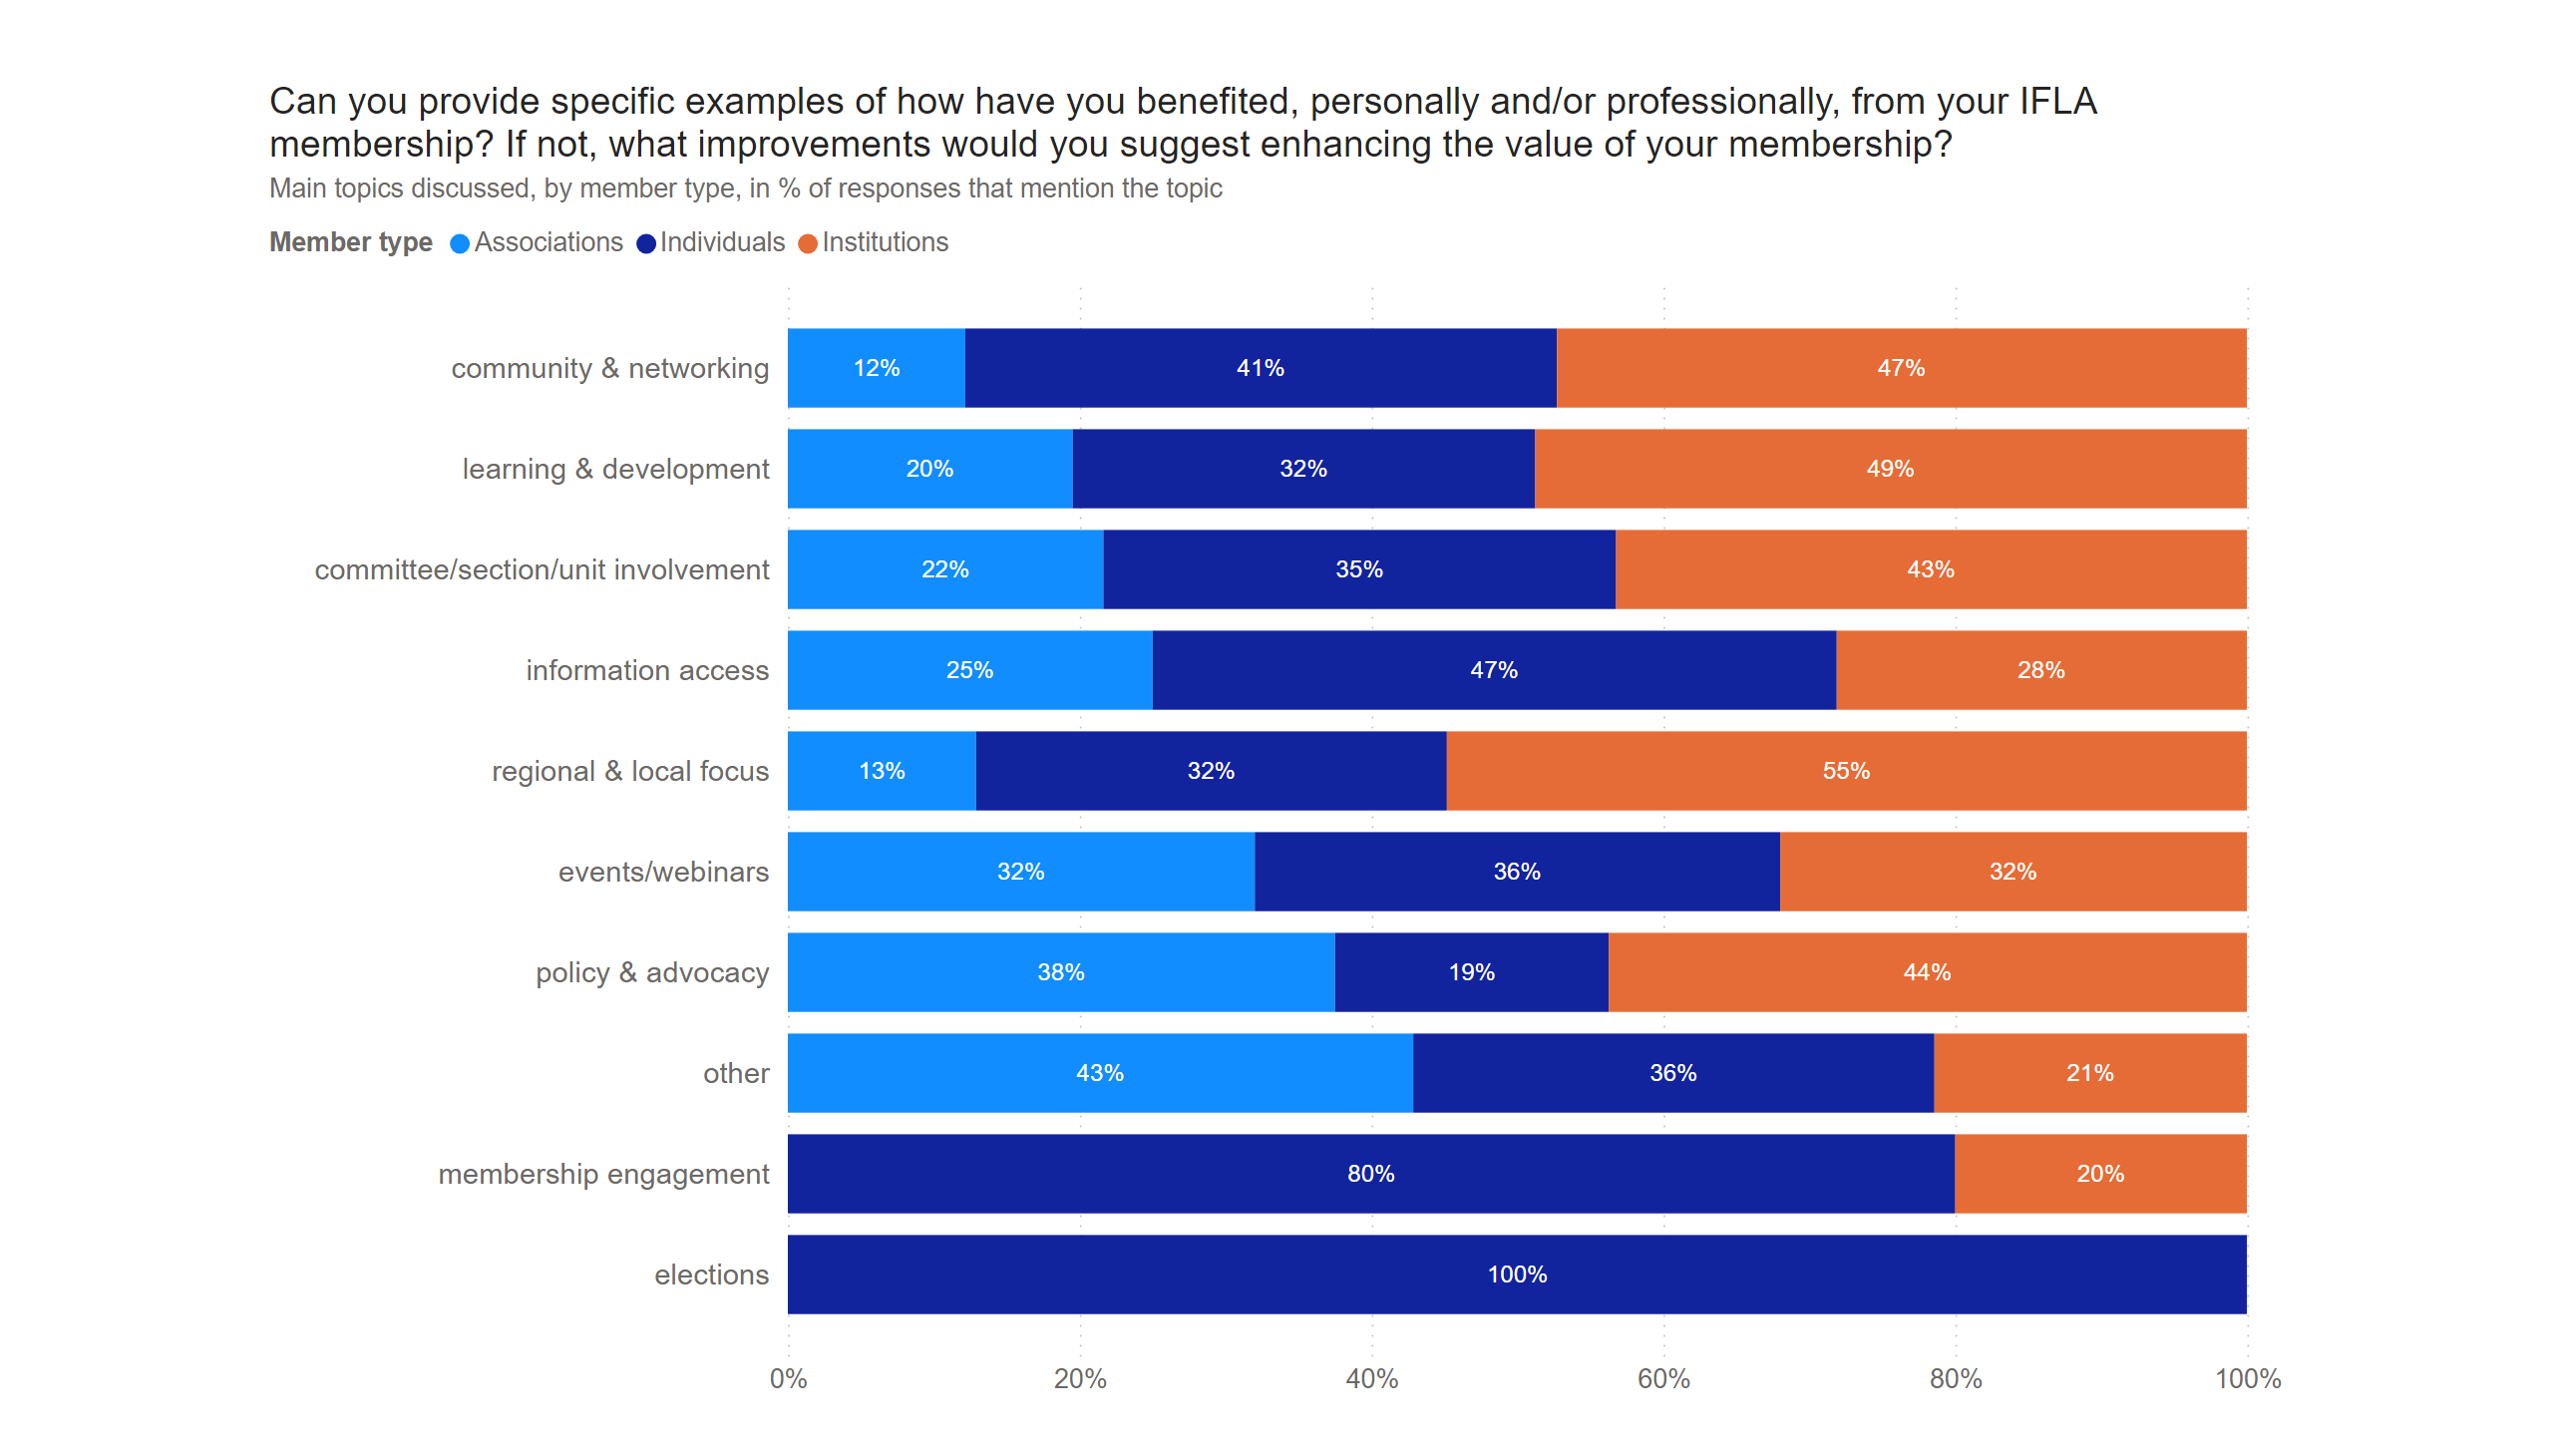 Can you provide specific examples of how have you benefited, personally and/or professionally, from your IFLA
membership? If not, what improvements would you suggest enhancing the value of your membership?
Main topics discussed, by member type, in % of responses that mention the topic
Member type Associations Individuals Institutions
community & networking 12% 41% 47%
learning & development 20% 32% 49%
committee/section/unit involvement 22% 35% 43%
information access 25% 47% 28%
regional & local focus 13% 32% 55%
events/webinars 32% 36% 32%
policy & advocacy 38% 19% 44%
other 43% 36% 21%
membership engagement 80% 20%
elections 100%
0% 20% 40% 60% 80% 100%